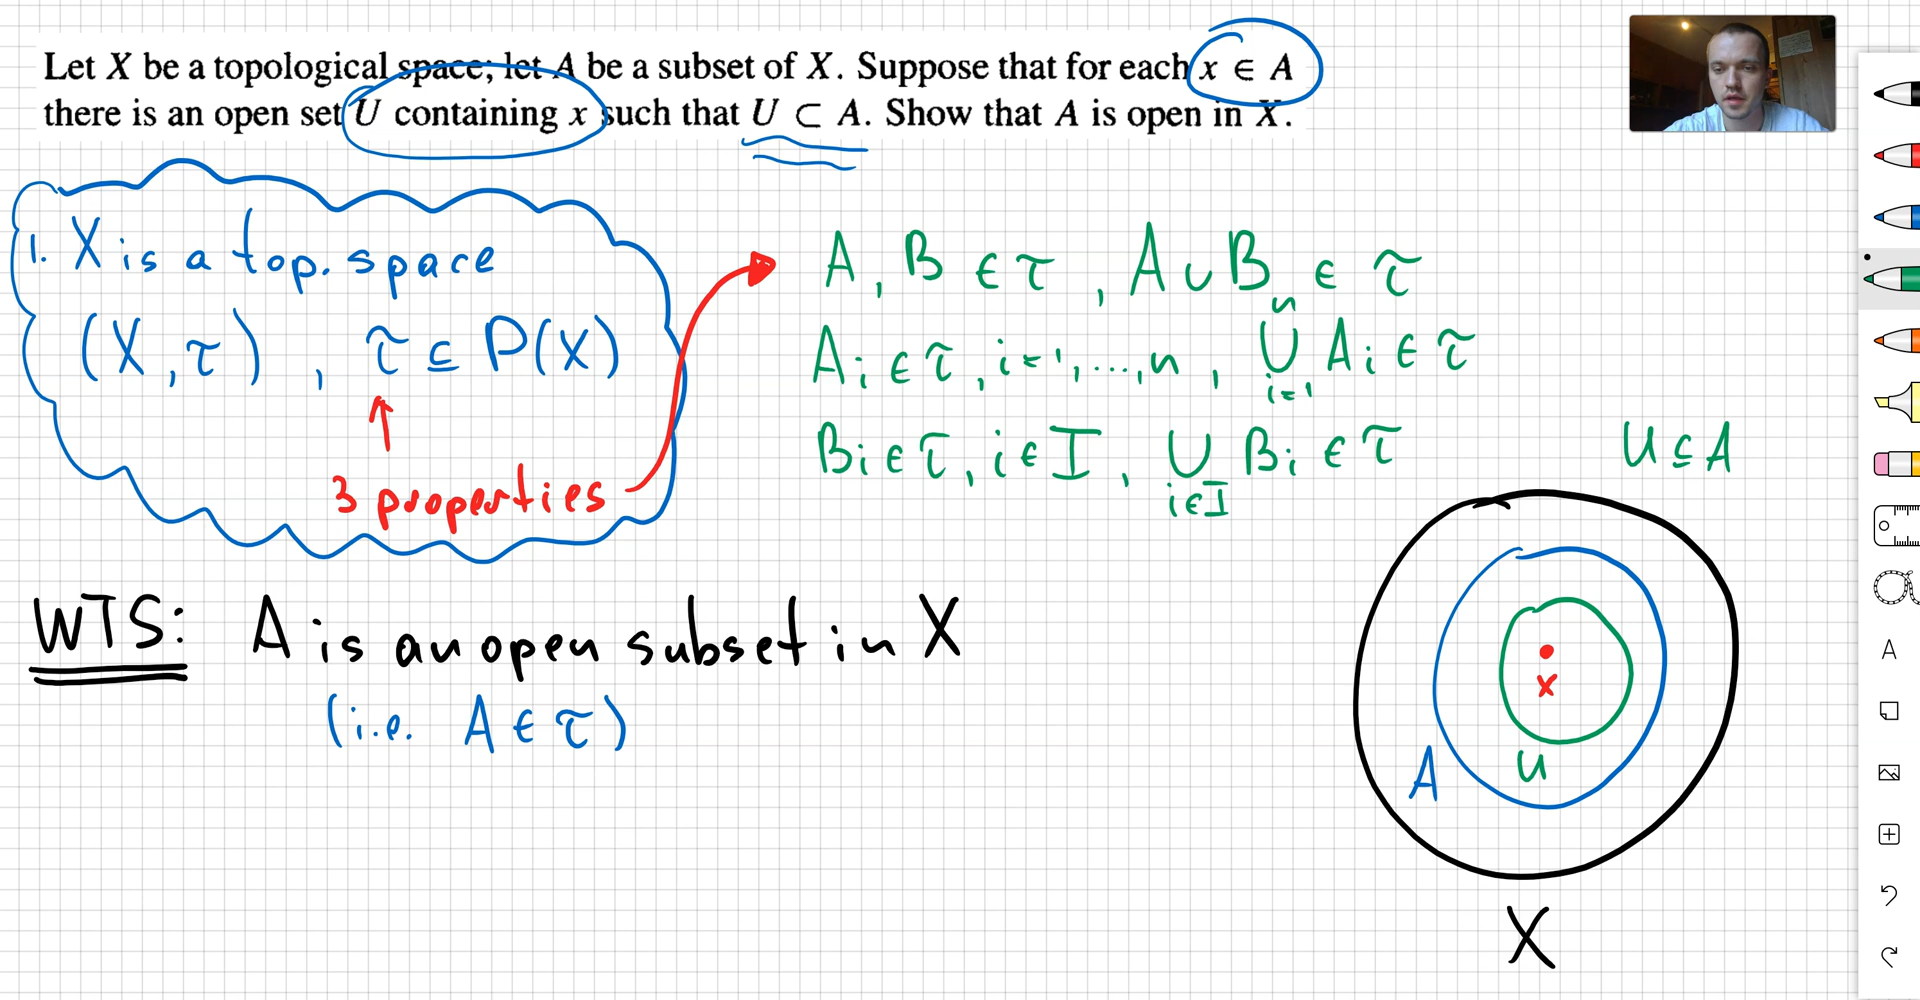 Let X be a topological space; let A be a subset of X. Suppose that for each x ∈ A
there is an open set U containing x such that U ⊂ A. Show that A is open in X.
1. X is a top. space
(X, τ) , τ ⊆ P(X)
3 properties
A, B ∈ τ, A ∪ B ∈ τ
Ai ∈ τ, i=1,...,n, n ⋃ i=1 Ai ∈ τ
Bi ∈ τ, i ∈ I, ⋃ i∈I Bi ∈ τ
U ⊆ A
x
U
A
X
WTS: A is an open subset in X
(i.e. A ∈ τ)
A